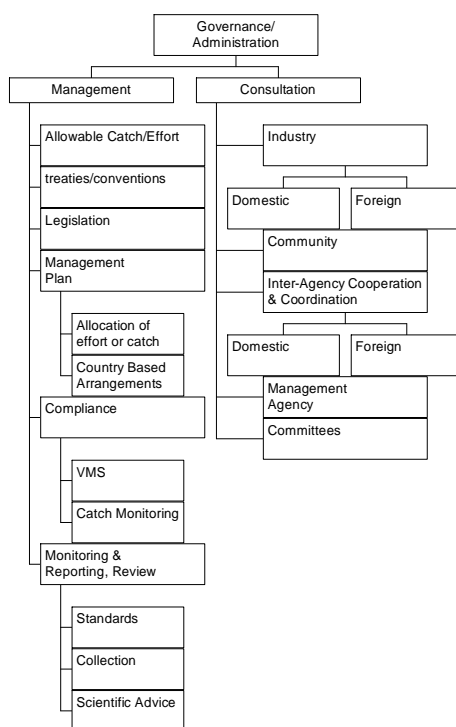 Governance/
Administration
Management
Consultation
Allowable Catch/Effort
treaties/conventions
Legislation
Management
Plan
Allocation of
effort or catch
Country Based
Arrangements
Compliance
VMS
Catch Monitoring
Monitoring &
Reporting, Review
Standards
Collection
Scientific Advice
Industry
Domestic
Foreign
Community
Inter-Agency Cooperation
& Coordination
Domestic
Foreign
Management
Agency
Committees